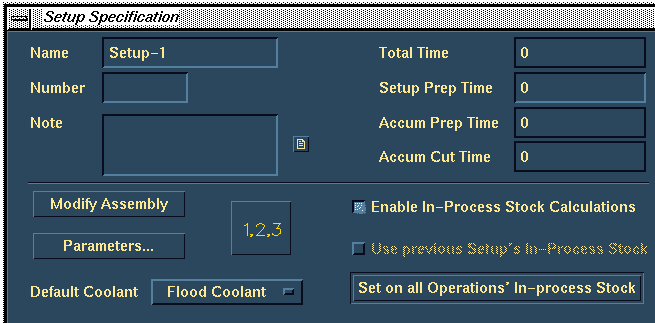 Setup Specification
Name Setup-1 Total Time 0
Number Setup Prep Time 0
Note Accum Prep Time 0
Accum Cut Time 0
Modify Assembly 1,2,3 Enable In-Process Stock Calculations
Parameters... Use previous Setup's In-Process Stock
Default Coolant Flood Coolant Set on all Operations' In-process Stock